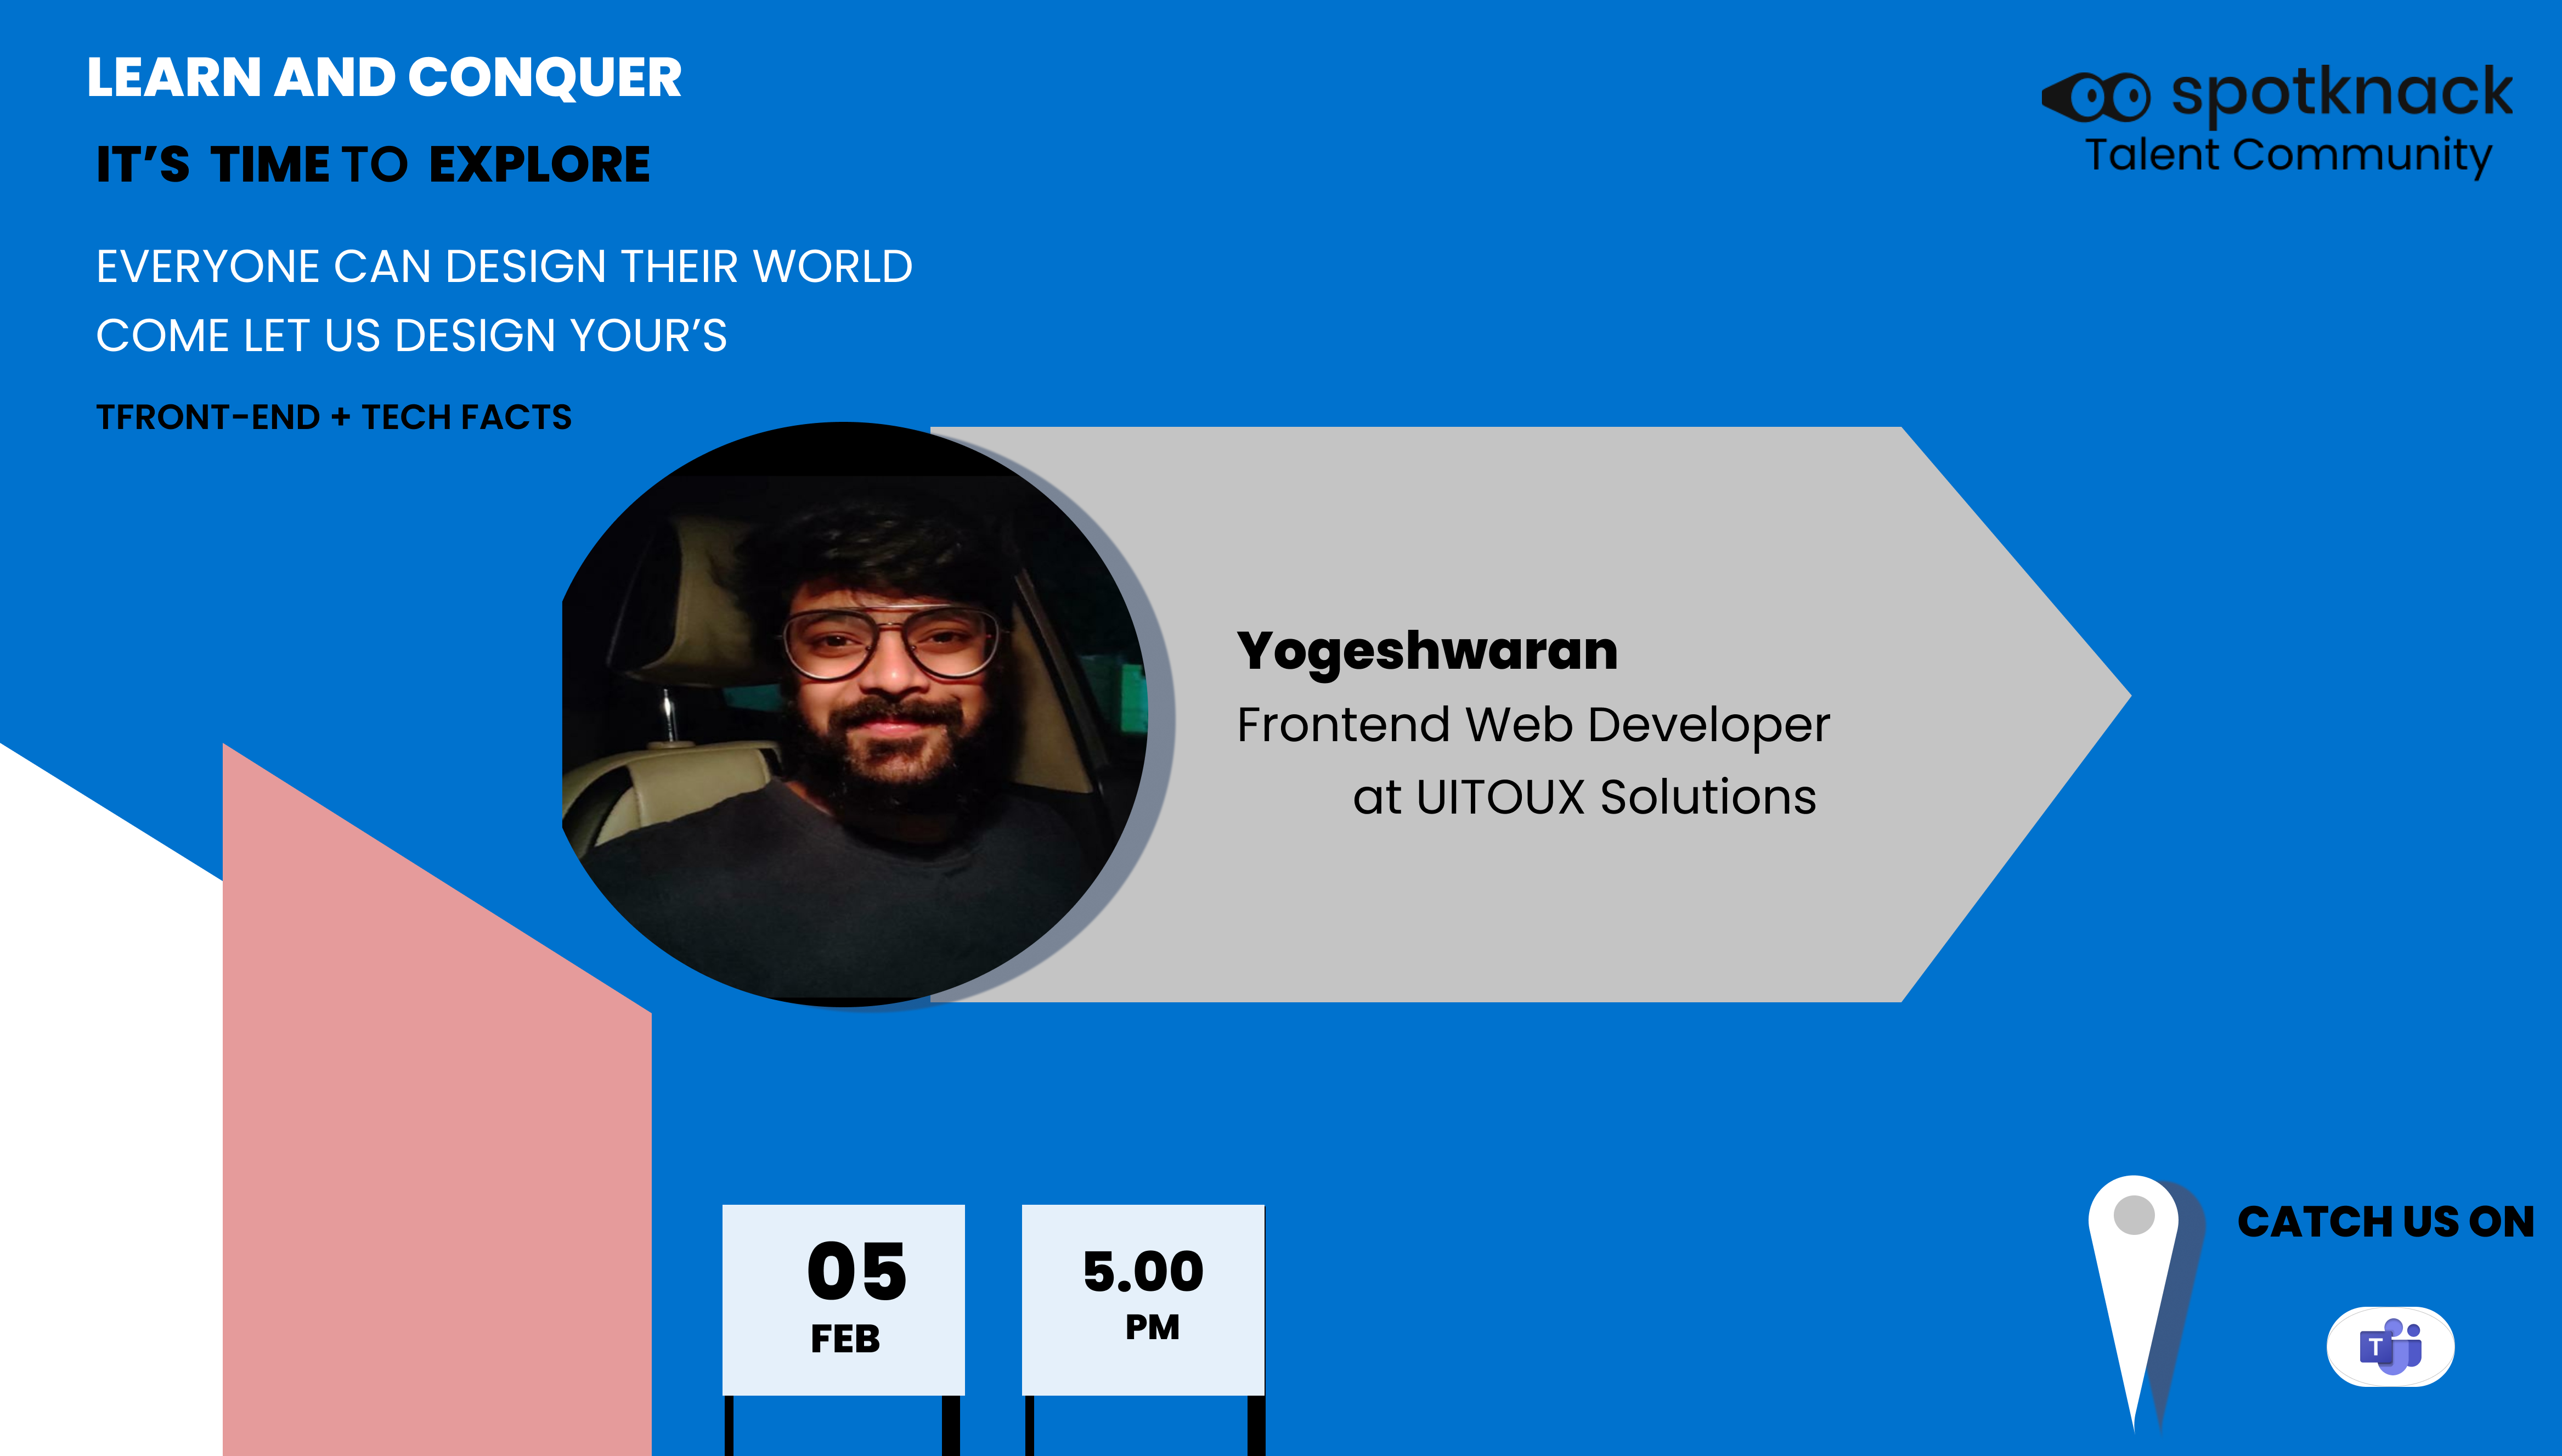 LEARN AND CONQUER
IT’S TIME TO EXPLORE
EVERYONE CAN DESIGN THEIR WORLD
COME LET US DESIGN YOUR’S
TFRONT-END + TECH FACTS
spotknack
Talent Community
Yogeshwaran
Frontend Web Developer
at UITOUX Solutions
05
FEB
5.00
PM
CATCH US ON
T